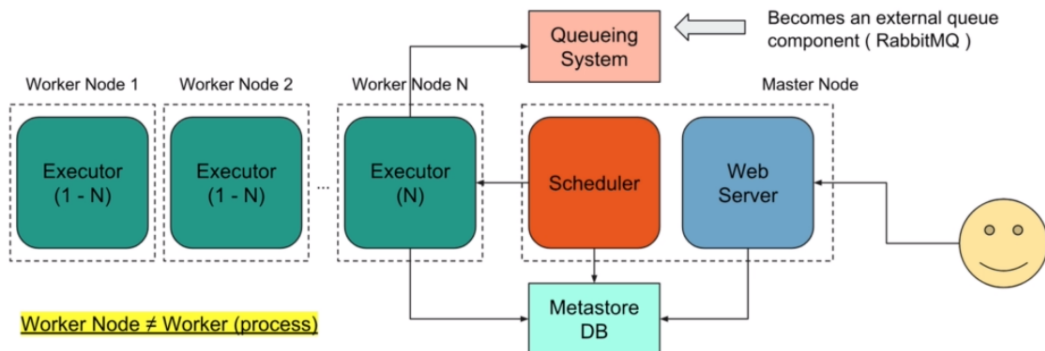 Becomes an external queue
component ( RabbitMQ )
Queueing
System
Worker Node 1
Worker Node 2
Worker Node N
Master Node
Executor
(1 - N)
Executor
(1 - N)
...
Executor
(N)
Scheduler
Web
Server
Metastore
DB
Worker Node ≠ Worker (process)